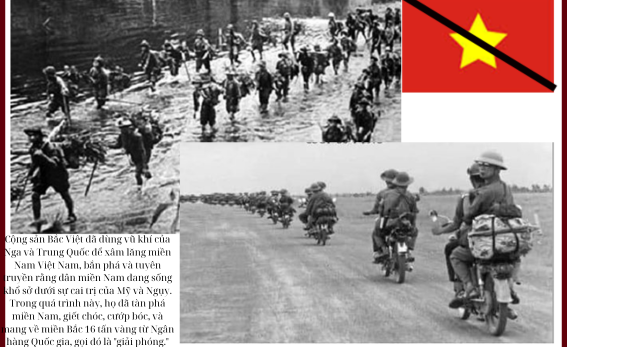 Cộng sản Bắc Việt đã dùng vũ khí của
Nga và Trung Quốc để xâm lăng miền
Nam Việt Nam, bắn phá và tuyên
truyền rằng dân miền Nam đang sống
khổ sở dưới sự cai trị của Mỹ và Ngụy.
Trong quá trình này, họ đã tàn phá
miền Nam, giết chóc, cướp bóc, và
mang về miền Bắc 16 tấn vàng từ Ngân
hàng Quốc gia, gọi đó là "giải phóng."